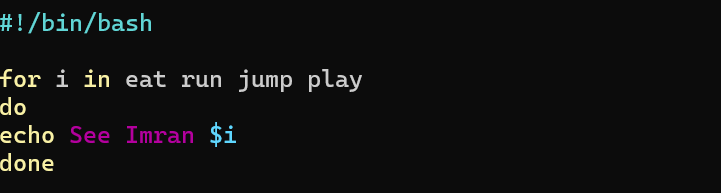 #!/bin/bash
for i in eat run jump play
do
echo See Imran $i
done